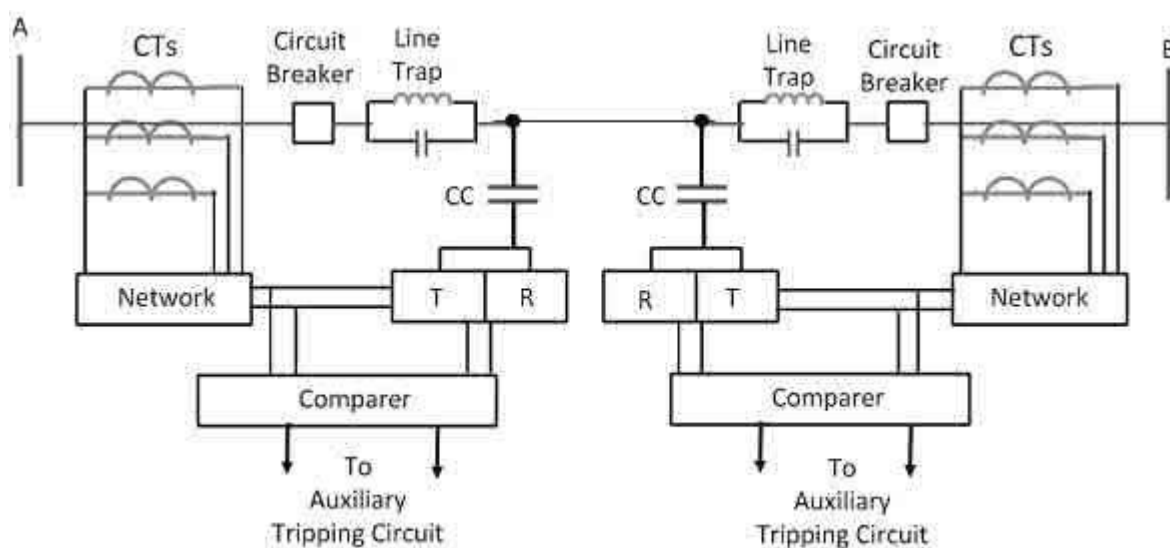 A
CTs
Circuit
Breaker
Line
Trap
Line
Trap
Circuit
Breaker
CTs
B
CC
CC
Network
T
R
R
T
Network
Comparer
Comparer
To
Auxiliary
Tripping Circuit
To
Auxiliary
Tripping Circuit